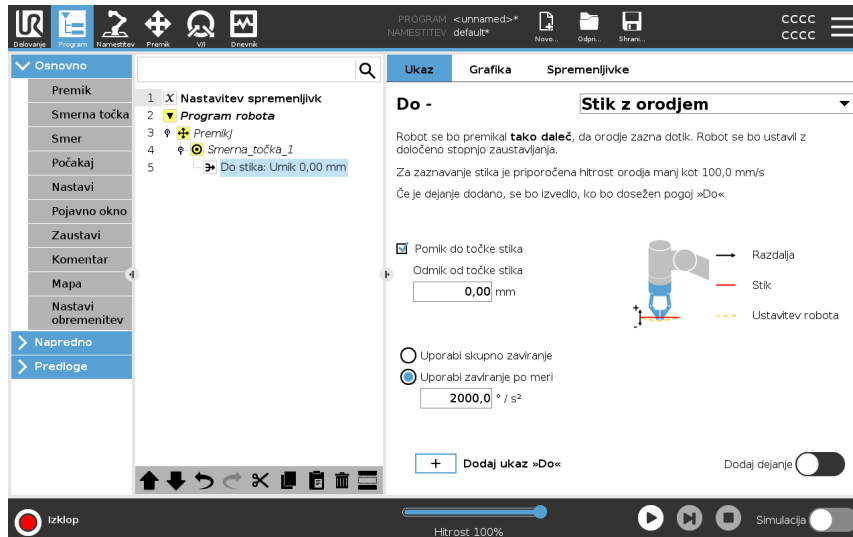 UR
PROGRAM <unnamed>*
NAMESTITEV default*
CCCC
CCCC
Delovanje
Program
Namestitev
Premik
V/I
Dnevnik
Novo...
Odpri...
Shrani...
Osnovno
Premik
Smerna točka
Smer
Počakaj
Nastavi
Pojavno okno
Zaustavi
Komentar
Mapa
Nastavi
obremenitev
Napredno
Predloge
1 X Nastavitev spremenljivk
2 Program robota
3 PremikJ
4 Smerna_točka_1
5 Do stika: Umik 0,00 mm
Ukaz
Grafika
Spremenljivke
Do -
Stik z orodjem
Robot se bo premikal tako daleč, da orodje zazna dotik. Robot se bo ustavil z
določeno stopnjo zaustavljanja.
Za zaznavanje stika je priporočena hitrost orodja manj kot 100,0 mm/s
Če je dejanje dodano, se bo izvedlo, ko bo dosežen pogoj »Do«
Pomik do točke stika
Odmik od točke stika
0,00 mm
Razdalja
Stik
Ustavitev robota
+
-
Uporabi skupno zaviranje
Uporabi zaviranje po meri
2000,0 ° / s²
+ Dodaj ukaz »Do«
Dodaj dejanje
Izklop
Hitrost 100%
Simulacija